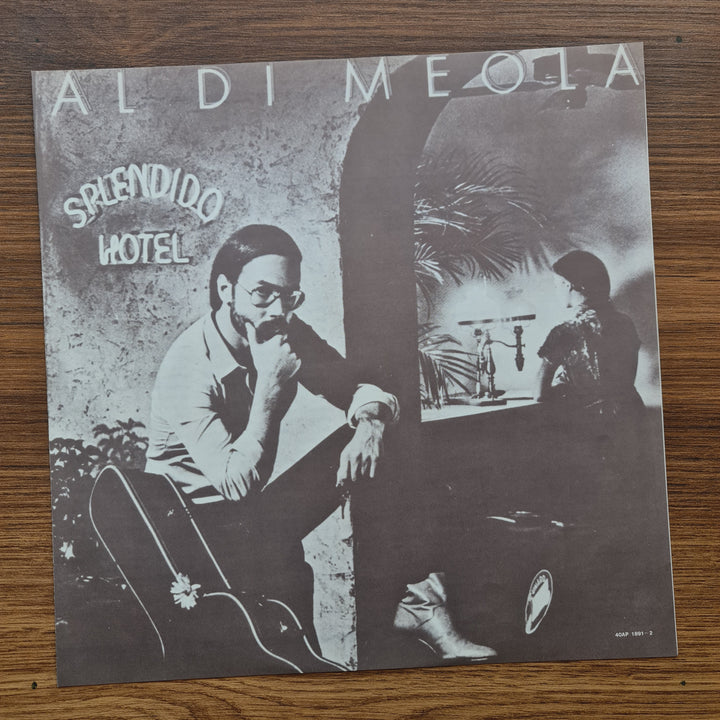 AL DI MEOLA
SPLENDIDO
HOTEL
40AP 1891~2